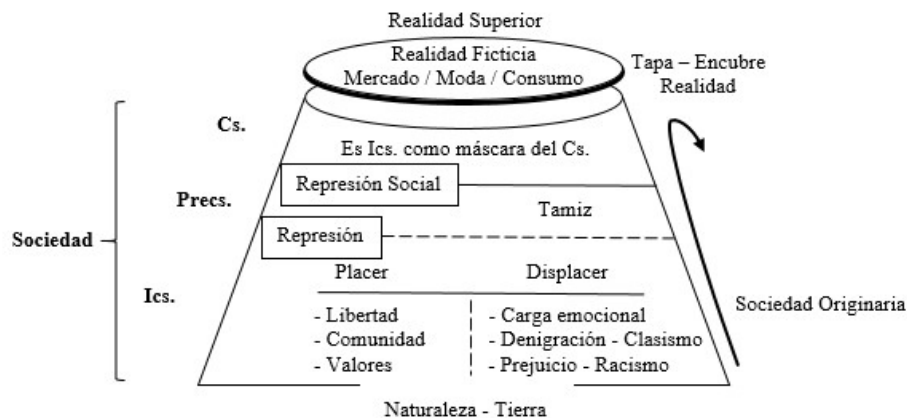 Realidad Superior
Realidad Ficticia
Mercado / Moda / Consumo
Tapa – Encubre
Realidad
Cs.
Es Ics. como máscara del Cs.
Represión Social
Precs.
Tamiz
Represión
Sociedad
Placer
Displacer
Ics.
Sociedad Originaria
- Libertad
- Comunidad
- Valores
- Carga emocional
- Denigración - Clasismo
- Prejuicio - Racismo
Naturaleza - Tierra